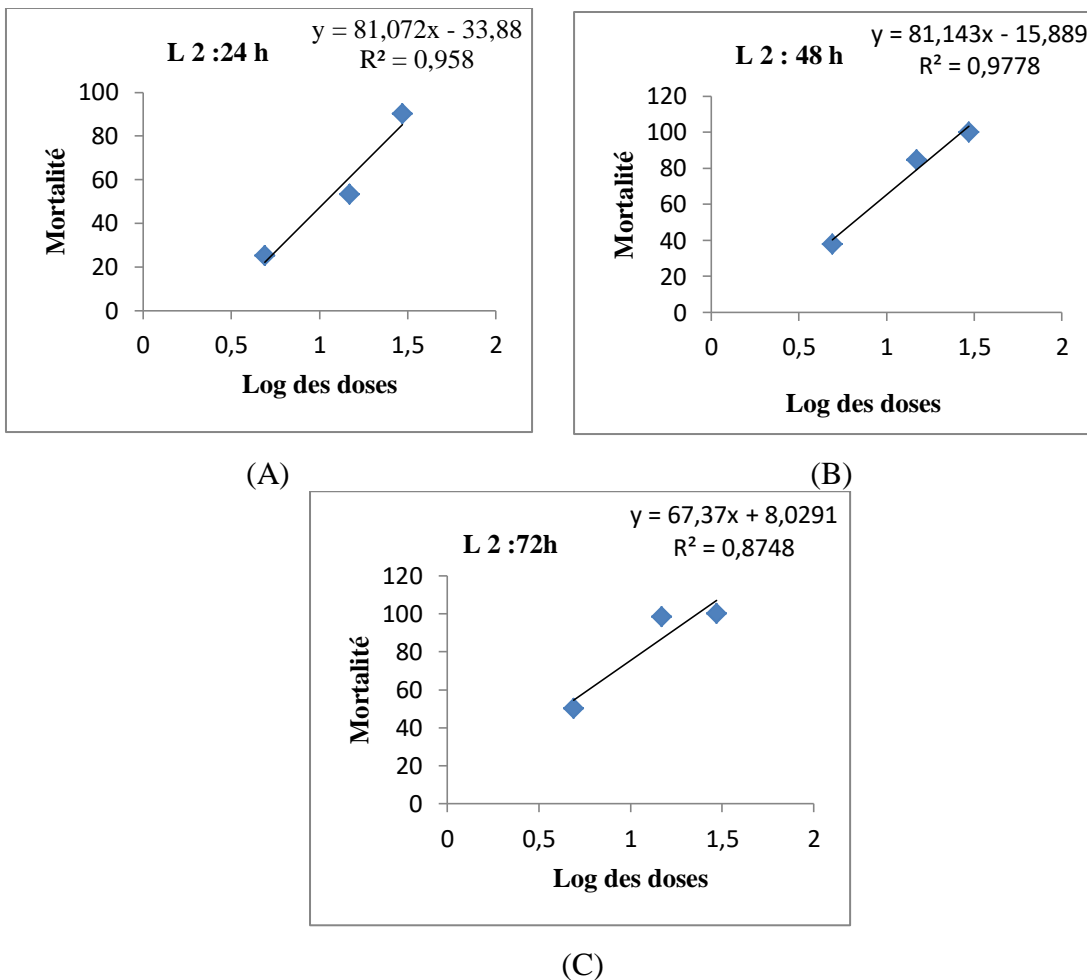 y = 81,072x - 33,88
R² = 0,958
L 2 :24 h
100
80
60
40
20
0
Mortalité
0 0,5 1 1,5 2
Log des doses
(A)
y = 81,143x - 15,889
R² = 0,9778
L 2 : 48 h
120
100
80
60
40
20
0
Mortalité
0 0,5 1 1,5 2
Log des doses
(B)
y = 67,37x + 8,0291
R² = 0,8748
L 2 :72h
120
100
80
60
40
20
0
Mortalité
0 0,5 1 1,5 2
Log des doses
(C)